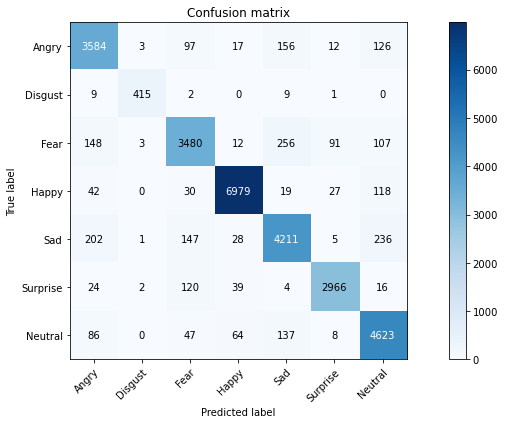 Confusion matrix
Angry 3584 3 97 17 156 12 126
Disgust 9 415 2 0 9 1 0
Fear 148 3 3480 12 256 91 107
Happy 42 0 30 6979 19 27 118
Sad 202 1 147 28 4211 5 236
Surprise 24 2 120 39 4 2966 16
Neutral 86 0 47 64 137 8 4623
True label
Angry Disgust Fear Happy Sad Surprise Neutral
Predicted label
6000
5000
4000
3000
2000
1000
0